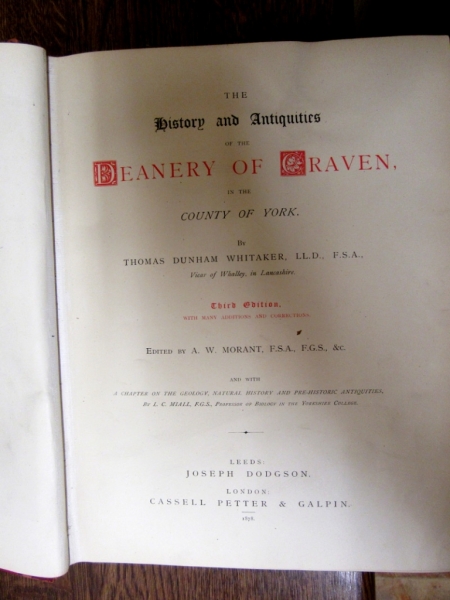 THE
History and Antiquities
OF THE
DEANERY OF CRAVEN,
IN THE
COUNTY OF YORK.
BY
THOMAS DUNHAM WHITAKER, LL.D., F.S.A.,
Vicar of Whalley, in Lancashire.
Third Edition,
WITH MANY ADDITIONS AND CORRECTIONS.
EDITED BY A. W. MORANT, F.S.A., F.G.S., &c.
AND WITH
A CHAPTER ON THE GEOLOGY, NATURAL HISTORY AND PRE-HISTORIC ANTIQUITIES,
BY L. C. MIALL, F.G.S., PROFESSOR OF BIOLOGY IN THE YORKSHIRE COLLEGE.
LEEDS:
JOSEPH DODGSON.
LONDON:
CASSELL PETTER & GALPIN.
1878.